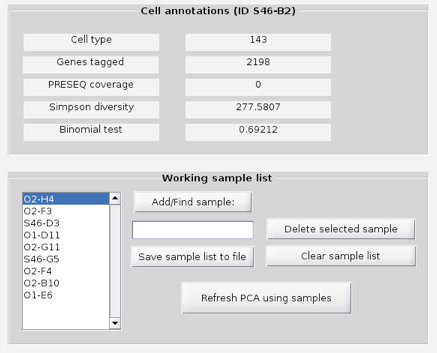 Cell annotations (ID S46-B2)
Cell type 143
Genes tagged 2198
PRESEQ coverage 0
Simpson diversity 277.5807
Binomial test 0.69212
Working sample list
O2-H4
O2-F3
S46-D3
O1-D11
O2-G11
S46-G5
O2-F4
O2-B10
O1-E6
Add/Find sample:
Delete selected sample
Save sample list to file
Clear sample list
Refresh PCA using samples